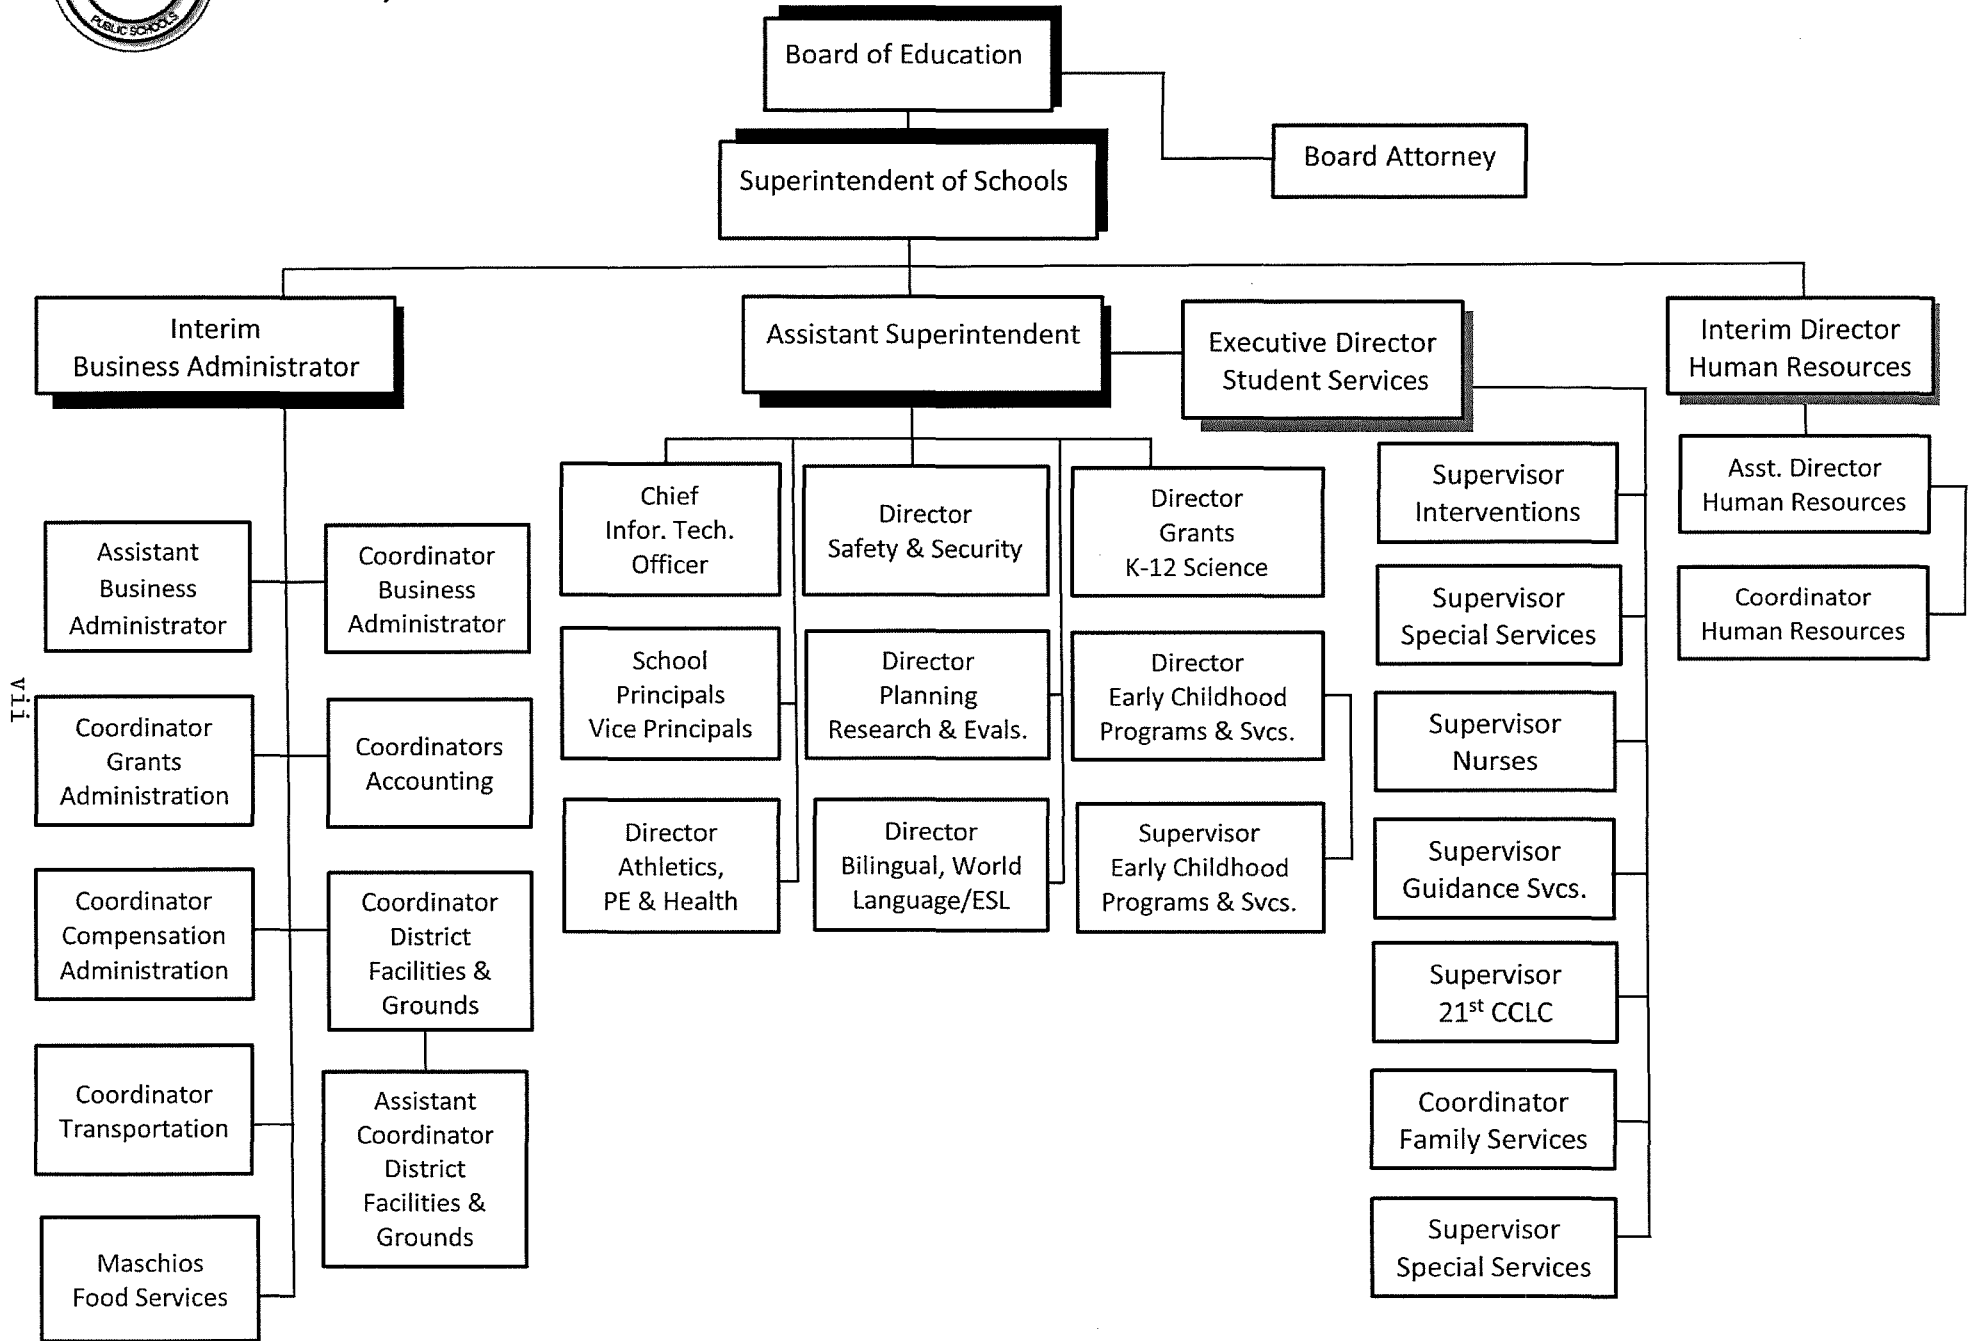 PUBLIC SCHOOLS
Board of Education
Board Attorney
Superintendent of Schools
Interim
Business Administrator
Assistant Superintendent
Executive Director
Student Services
Interim Director
Human Resources
Assistant
Business
Administrator
Coordinator
Business
Administrator
Coordinator
Grants
Administration
Coordinators
Accounting
Coordinator
Compensation
Administration
Coordinator
District
Facilities &
Grounds
Coordinator
Transportation
Assistant
Coordinator
District
Facilities &
Grounds
Maschios
Food Services
Chief
Infor. Tech.
Officer
Director
Safety & Security
Director
Grants
K-12 Science
School
Principals
Vice Principals
Director
Planning
Research & Evals.
Director
Early Childhood
Programs & Svcs.
Director
Athletics,
PE & Health
Director
Bilingual, World
Language/ESL
Supervisor
Early Childhood
Programs & Svcs.
Supervisor
Interventions
Supervisor
Special Services
Supervisor
Nurses
Supervisor
Guidance Svcs.
Supervisor
21st CCLC
Coordinator
Family Services
Supervisor
Special Services
Asst. Director
Human Resources
Coordinator
Human Resources
vii